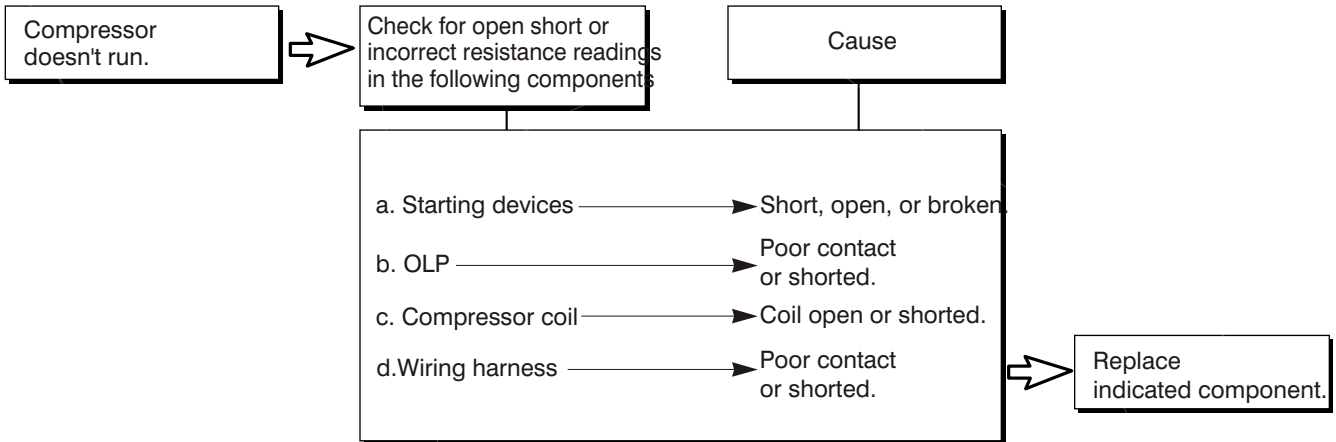 Compressor
doesn't run.
Check for open short or
incorrect resistance readings
in the following components
Cause
a. Starting devices
Short, open, or broken.
b. OLP
Poor contact
or shorted.
c. Compressor coil
Coil open or shorted.
d.Wiring harness
Poor contact
or shorted.
Replace
indicated component.